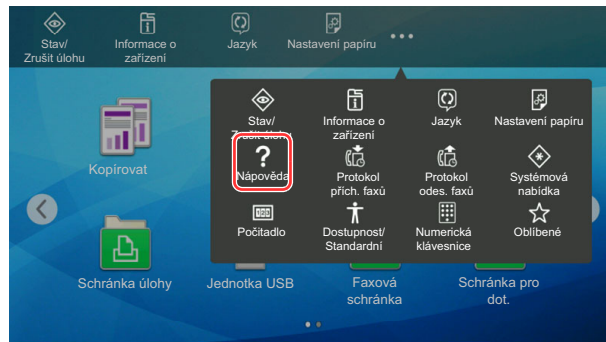 Stav/
Zrušit úlohu
Informace o
zařízení
Jazyk
Nastavení papíru
Stav/
Zrušit úlohu
Informace o
zařízení
Jazyk
Nastavení papíru
Nápověda
Protokol
přích. faxů
Protokol
odes. faxů
Systémová
nabídka
Počitadlo
Dostupnost/
Standardní
Numerická
klávesnice
Oblíbené
Kopírovat
Schránka úlohy
Jednotka USB
Faxová
schránka
Schránka pro
dot.